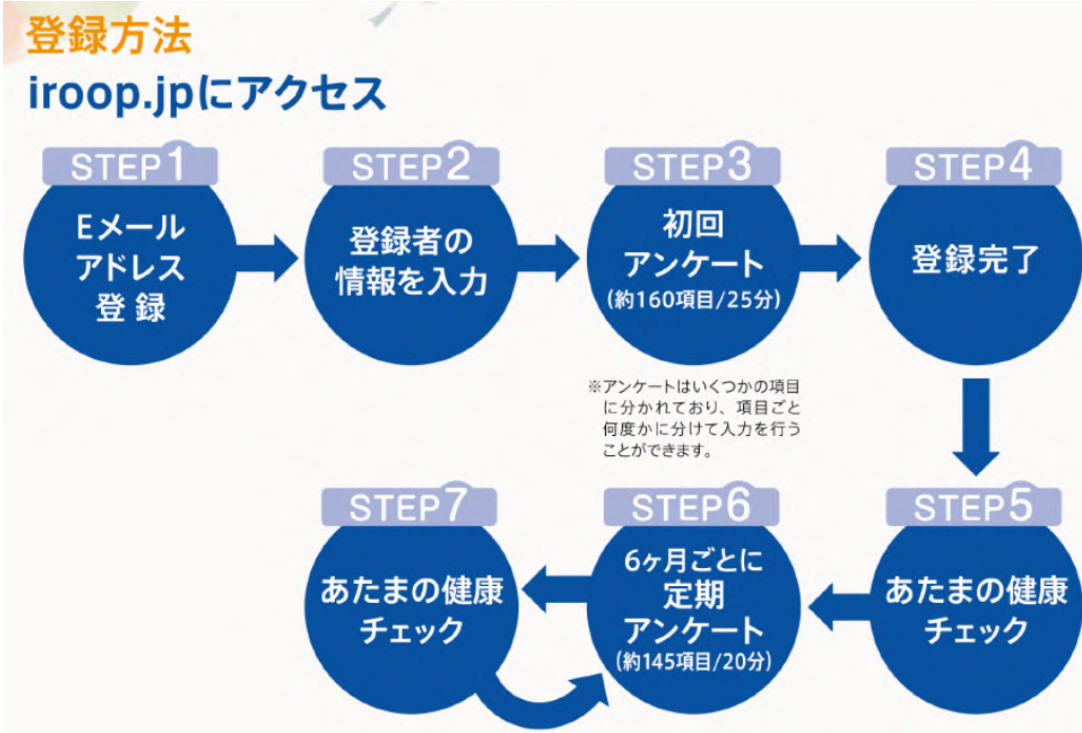 登録方法
iroop.jpにアクセス
STEP1
Eメール
アドレス
登 録
STEP2
登録者の
情報を入力
STEP3
初回
アンケート
(約160項目/25分)
※アンケートはいくつかの項目
に分かれており、項目ごと
何度かに分けて入力を行う
ことができます。
STEP4
登録完了
STEP5
あたまの健康
チェック
STEP6
6ヶ月ごとに
定期
アンケート
(約145項目/20分)
STEP7
あたまの健康
チェック